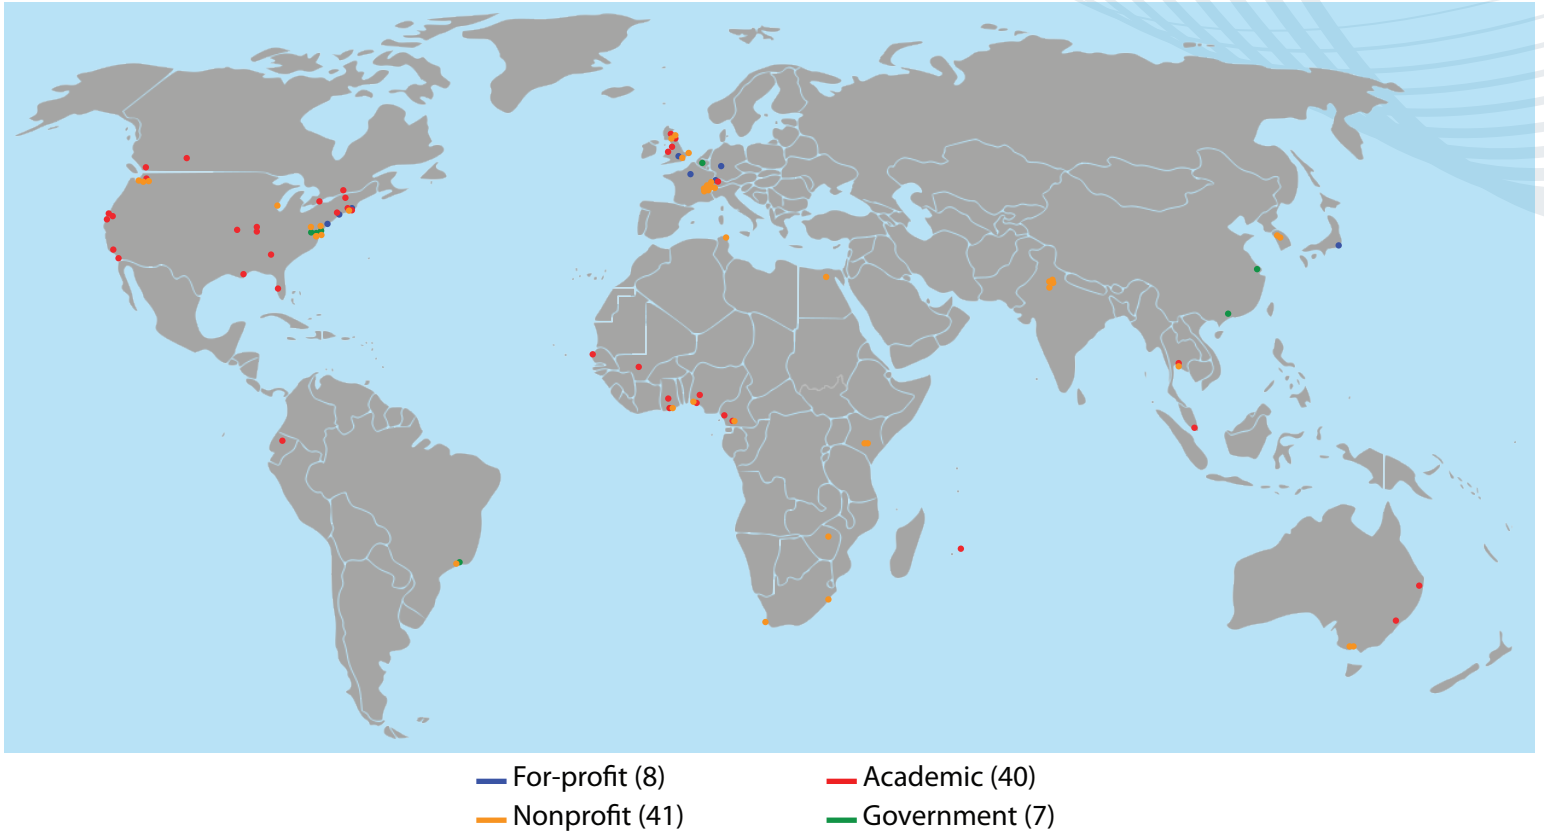 For-profit (8)
Academic (40)
Nonprofit (41)
Government (7)